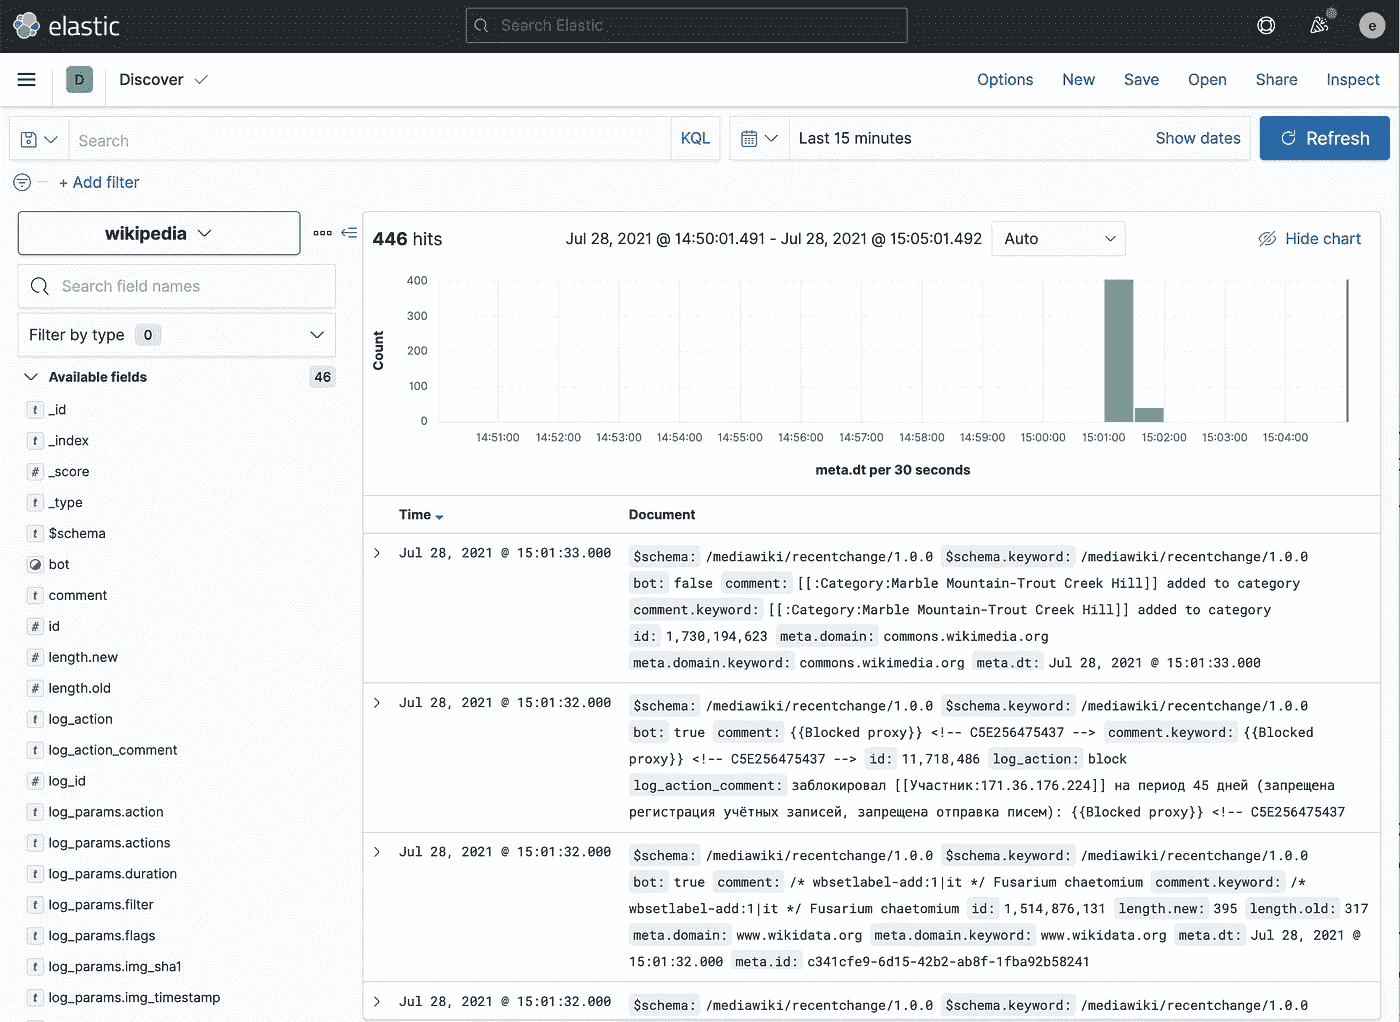 elastic
Search Elastic
e
D
Discover
Options
New
Save
Open
Share
Inspect
Search
KQL
Last 15 minutes
Show dates
Refresh
+ Add filter
wikipedia
Search field names
Filter by type 0
Available fields 46
t _id
t _index
# _score
t _type
t $schema
bot
t comment
# id
# length.new
# length.old
t log_action
t log_action_comment
# log_id
t log_params.action
t log_params.actions
t log_params.duration
t log_params.filter
t log_params.flags
t log_params.img_sha1
t log_params.img_timestamp
446 hits
Jul 28, 2021 @ 14:50:01.491 - Jul 28, 2021 @ 15:05:01.492
Auto
Hide chart
Count
400
300
200
100
0
14:51:00 14:52:00 14:53:00 14:54:00 14:55:00 14:56:00 14:57:00 14:58:00 14:59:00 15:00:00 15:01:00 15:02:00 15:03:00 15:04:00
meta.dt per 30 seconds
Time Document
Jul 28, 2021 @ 15:01:33.000
$schema: /mediawiki/recentchange/1.0.0 $schema.keyword: /mediawiki/recentchange/1.0.0
bot: false comment: [[:Category:Marble Mountain-Trout Creek Hill]] added to category
comment.keyword: [[:Category:Marble Mountain-Trout Creek Hill]] added to category
id: 1,730,194,623 meta.domain: commons.wikimedia.org
meta.domain.keyword: commons.wikimedia.org meta.dt: Jul 28, 2021 @ 15:01:33.000
Jul 28, 2021 @ 15:01:32.000
$schema: /mediawiki/recentchange/1.0.0 $schema.keyword: /mediawiki/recentchange/1.0.0
bot: true comment: {{Blocked proxy}} <!-- C5E256475437 --> comment.keyword: {{Blocked
proxy}} <!-- C5E256475437 --> id: 11,718,486 log_action: block
log_action_comment: заблокировал [[Участник:171.36.176.224]] на период 45 дней (запрещена
регистрация учётных записей, запрещена отправка писем): {{Blocked proxy}} <!-- C5E256475437
Jul 28, 2021 @ 15:01:32.000
$schema: /mediawiki/recentchange/1.0.0 $schema.keyword: /mediawiki/recentchange/1.0.0
bot: true comment: /* wbsetlabel-add:1|it */ Fusarium chaetomium comment.keyword: /*
wbsetlabel-add:1|it */ Fusarium chaetomium id: 1,514,876,131 length.new: 395 length.old: 317
meta.domain: www.wikidata.org meta.domain.keyword: www.wikidata.org meta.dt: Jul 28, 2021 @
15:01:32.000 meta.id: c341cfe9-6d15-42b2-ab8f-1fba92b58241
Jul 28, 2021 @ 15:01:32.000
$schema: /mediawiki/recentchange/1.0.0 $schema.keyword: /mediawiki/recentchange/1.0.0